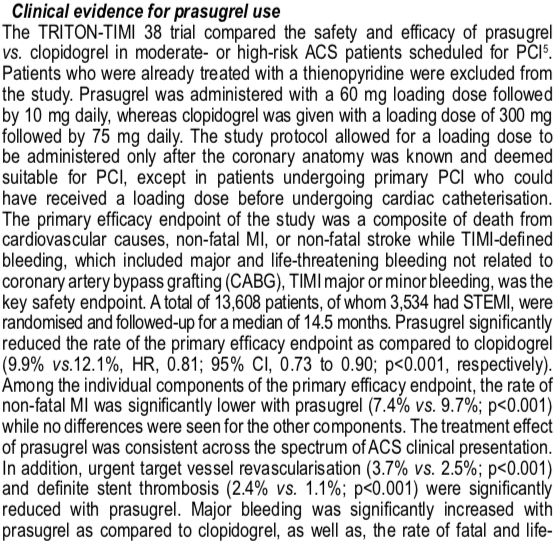 Clinical evidence for prasugrel use
The TRITON-TIMI 38 trial compared the safety and efficacy of prasugrel
vs. clopidogrel in moderate- or high-risk ACS patients scheduled for PCI⁵.
Patients who were already treated with a thienopyridine were excluded from
the study. Prasugrel was administered with a 60 mg loading dose followed
by 10 mg daily, whereas clopidogrel was given with a loading dose of 300 mg
followed by 75 mg daily. The study protocol allowed for a loading dose to
be administered only after the coronary anatomy was known and deemed
suitable for PCI, except in patients undergoing primary PCI who could
have received a loading dose before undergoing cardiac catheterisation.
The primary efficacy endpoint of the study was a composite of death from
cardiovascular causes, non-fatal MI, or non-fatal stroke while TIMI-defined
bleeding, which included major and life-threatening bleeding not related to
coronary artery bypass grafting (CABG), TIMI major or minor bleeding, was the
key safety endpoint. A total of 13,608 patients, of whom 3,534 had STEMI, were
randomised and followed-up for a median of 14.5 months. Prasugrel significantly
reduced the rate of the primary efficacy endpoint as compared to clopidogrel
(9.9% vs.12.1%, HR, 0.81; 95% CI, 0.73 to 0.90; p<0.001, respectively).
Among the individual components of the primary efficacy endpoint, the rate of
non-fatal MI was significantly lower with prasugrel (7.4% vs. 9.7%; p<0.001)
while no differences were seen for the other components. The treatment effect
of prasugrel was consistent across the spectrum of ACS clinical presentation.
In addition, urgent target vessel revascularisation (3.7% vs. 2.5%; p<0.001)
and definite stent thrombosis (2.4% vs. 1.1%; p<0.001) were significantly
reduced with prasugrel. Major bleeding was significantly increased with
prasugrel as compared to clopidogrel, as well as, the rate of fatal and life-